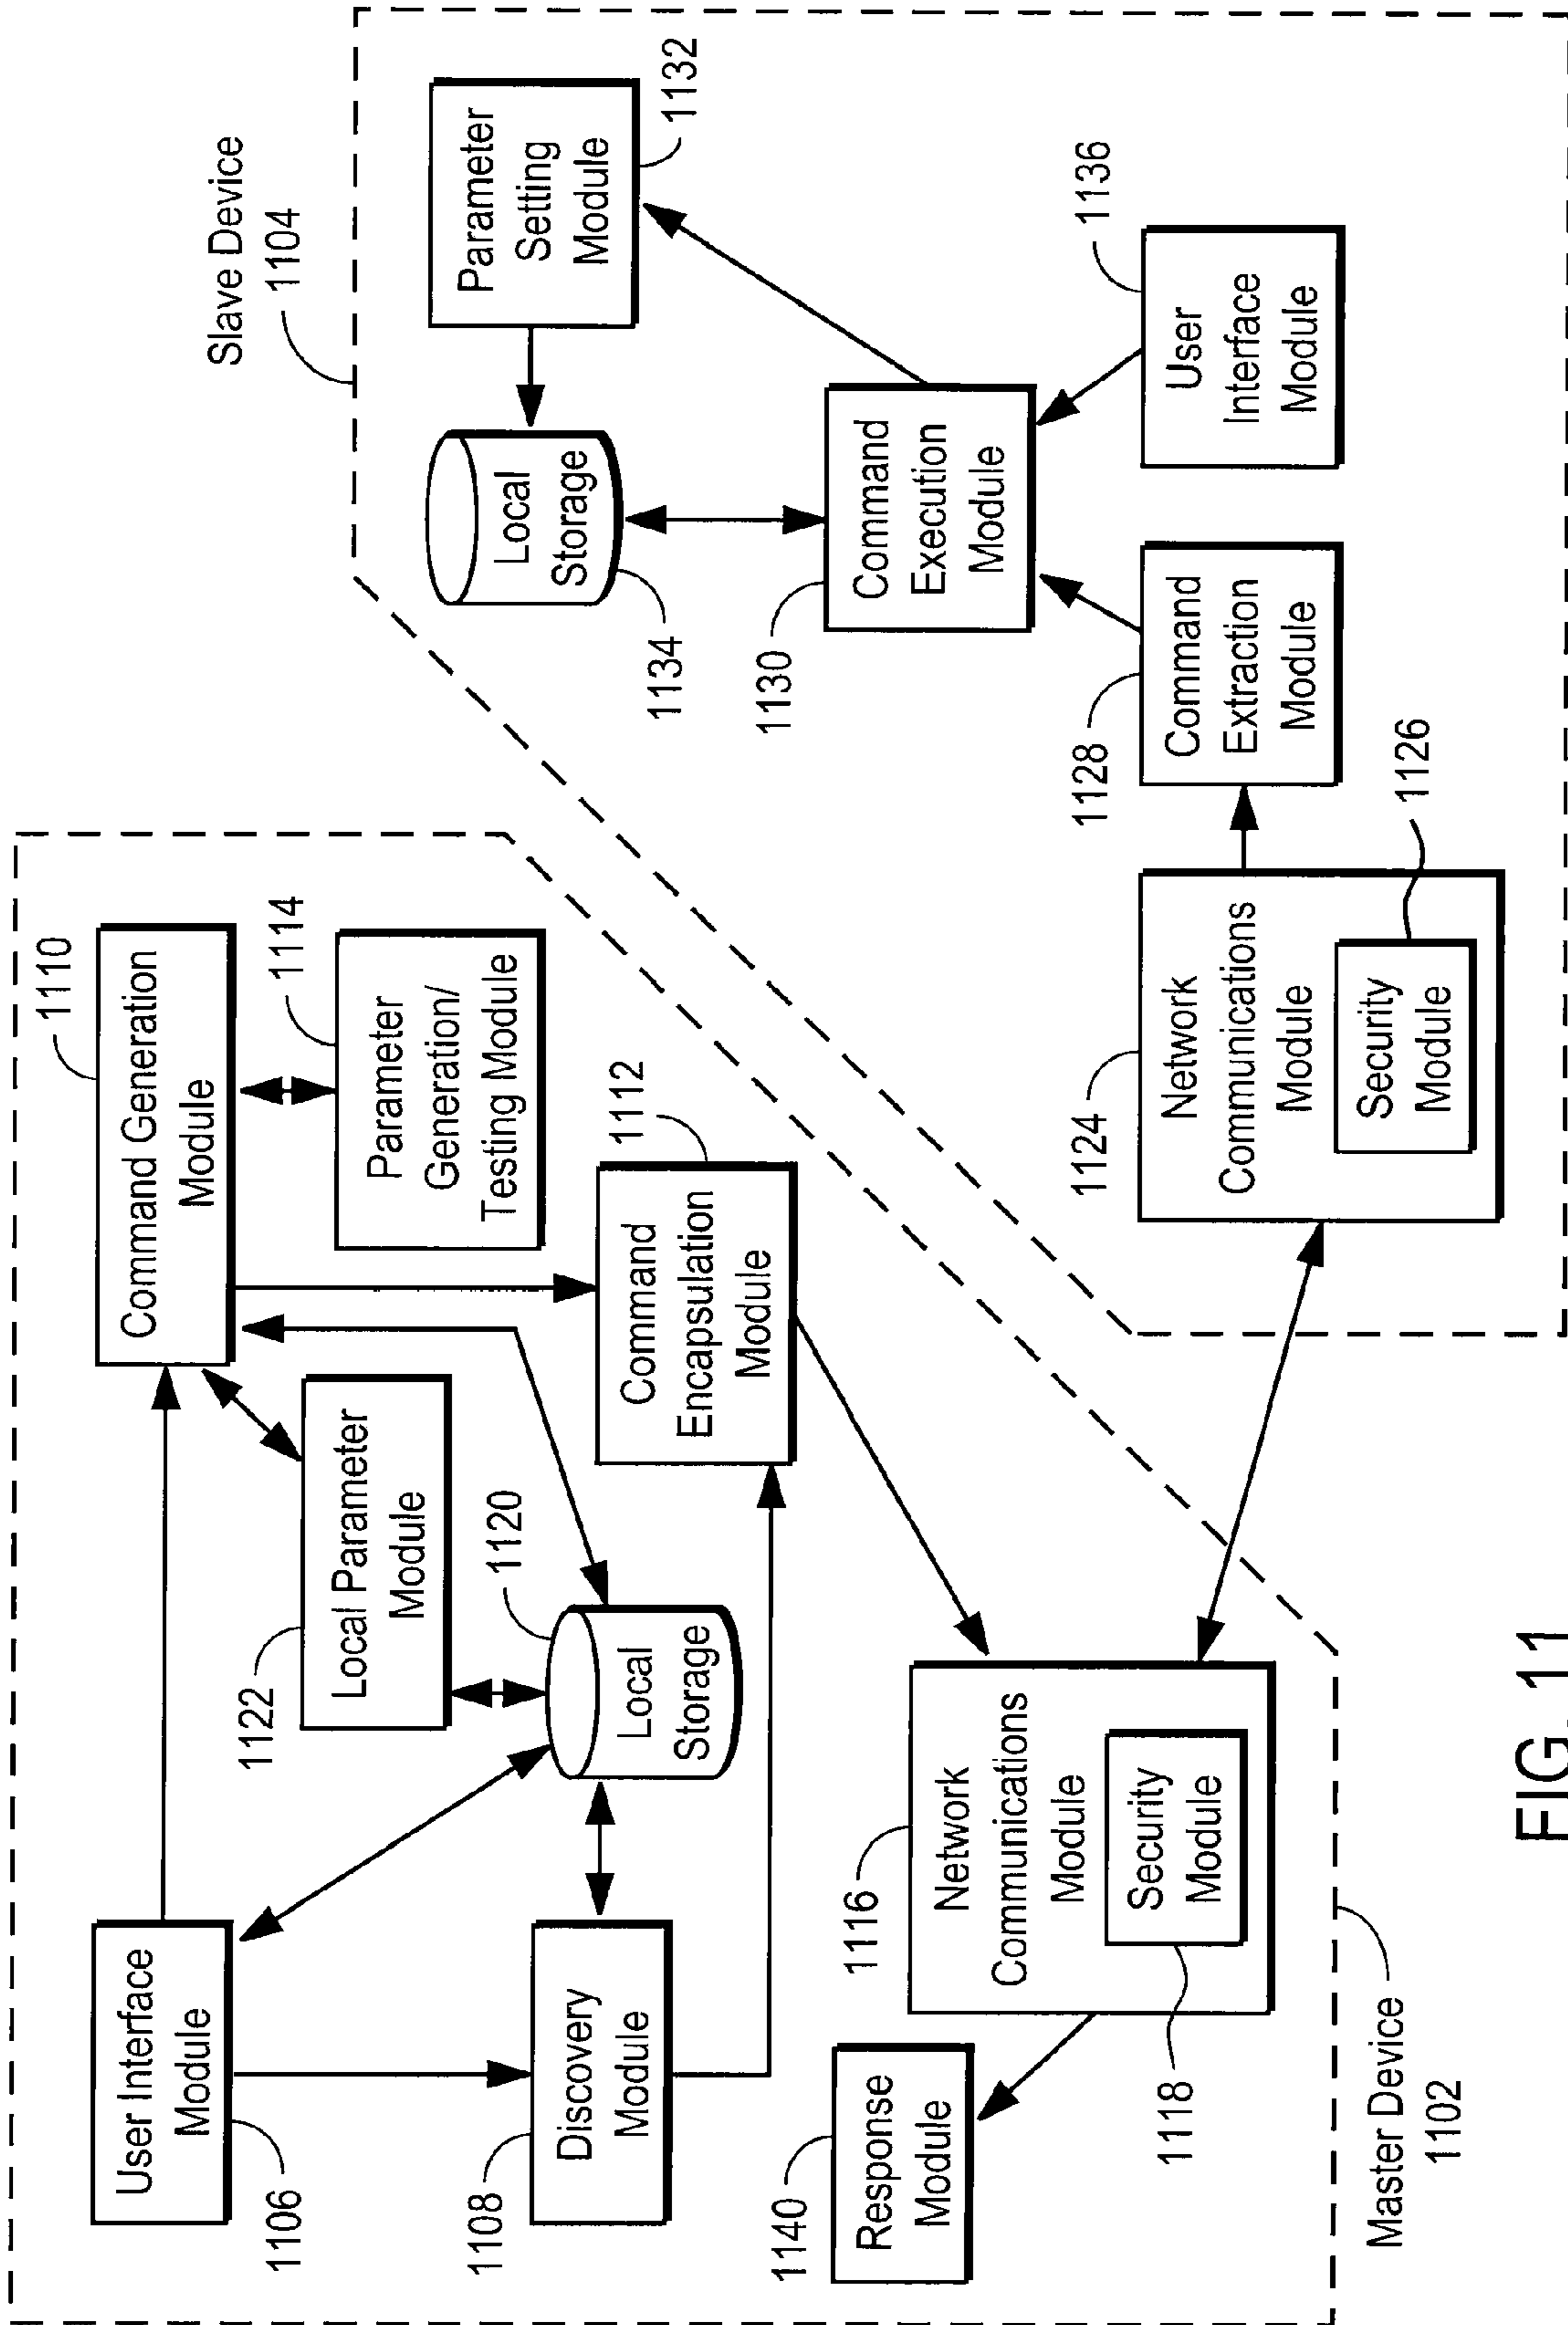 1110
Command Generation
Module
1114
Parameter
Generation/
Testing Module
User Interface
Module
1106
1122
Local Parameter
Module
1120
Local
Storage
1112
Command
Encapsulation
Module
1108
Discovery
Module
1140
Response
Module
1116
Network
Communications
Module
Security
Module
1118
Master Device
1102
Slave Device
1104
Parameter
Setting
Module
1132
Local
Storage
1134
1130
Command
Execution
Module
1136
User
Interface
Module
1128
Command
Extraction
Module
1124
Network
Communications
Module
Security
Module
1126
FIG. 11